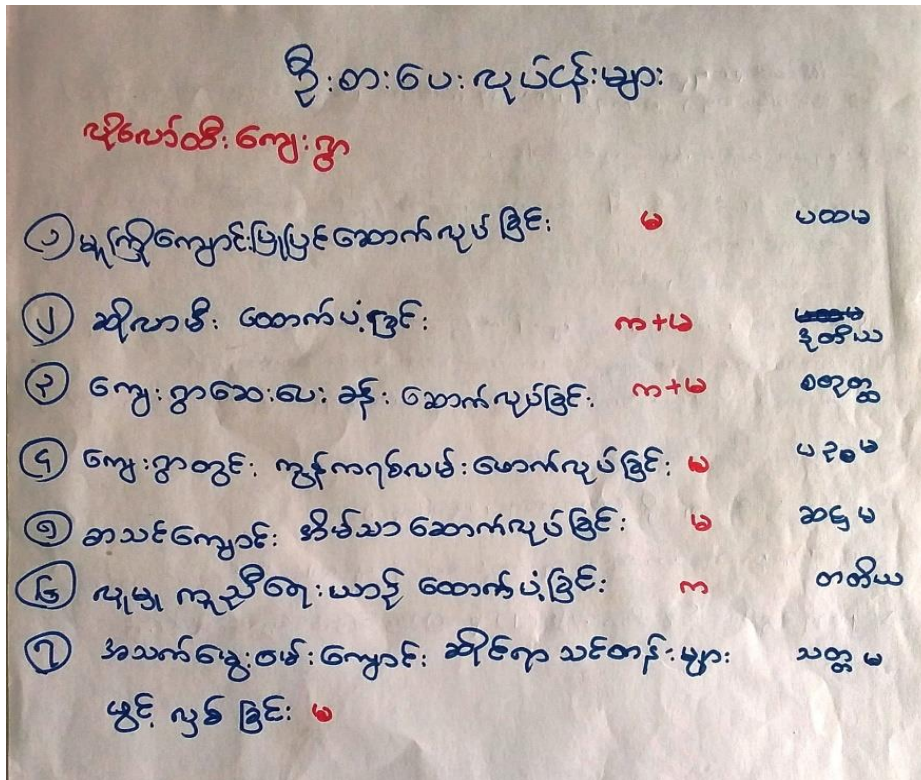 ဦးစားပေးလုပ်ငန်းများ
လိုလော်ထီးကျေးရွာ
၁ မူကြိုကျောင်းပြုပြင်ဆောက်လုပ်ခြင်း မ ပထမ
၂ ဆိုလာမီး ထောက်ပံ့ခြင်း က+မ ဒုတိယ
၃ ကျေးရွာဆေးပေးခန်း ဆောက်လုပ်ခြင်း က+မ စတုတ္ထ
၄ ကျေးရွာတွင်း ကွန်ကရစ်လမ်းဖောက်လုပ်ခြင်း မ ပဉ္စမ
၅ စာသင်ကျောင်း အိမ်သာဆောက်လုပ်ခြင်း မ ဆဋ္ဌမ
၆ လူမှု ကူညီရေးယာဉ် ထောက်ပံ့ခြင်း က တတိယ
၇ အသက်မွေးဝမ်းကျောင်း ဆိုင်ရာ သင်တန်းများ သတ္တမ
ဖွင့် လှစ် ခြင်း မ